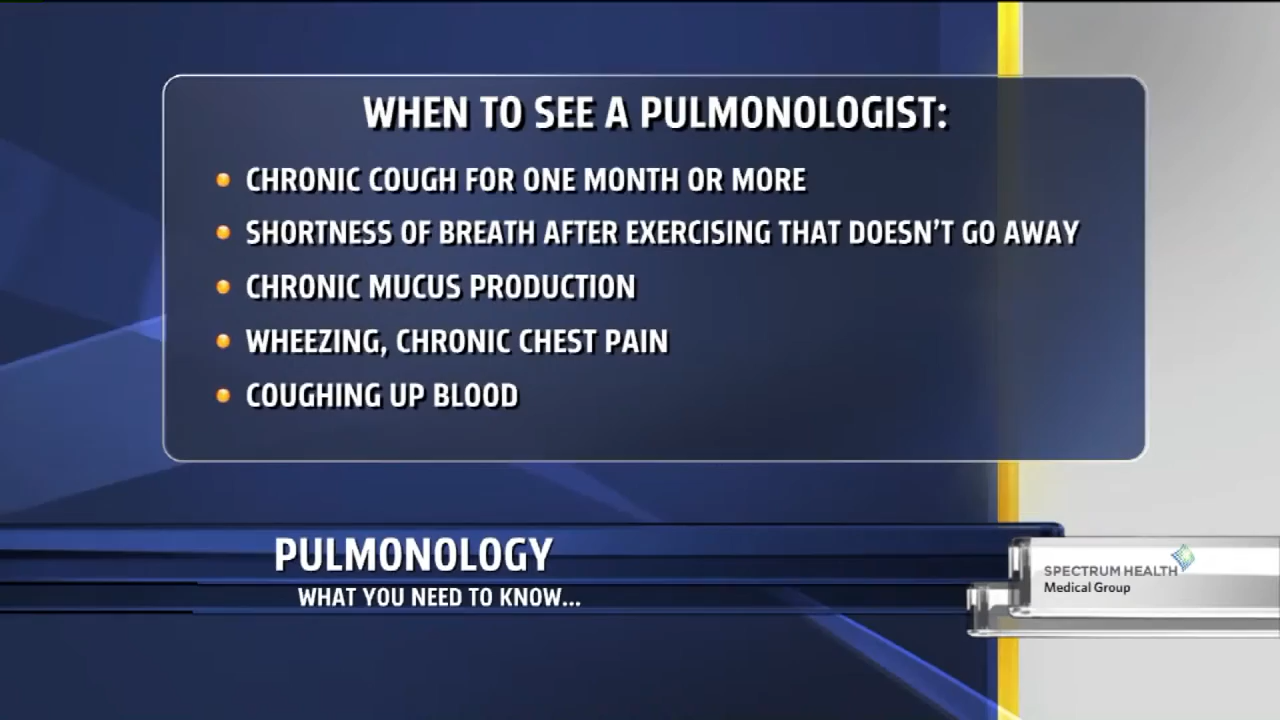 WHEN TO SEE A PULMONOLOGIST:
CHRONIC COUGH FOR ONE MONTH OR MORE
SHORTNESS OF BREATH AFTER EXERCISING THAT DOESN'T GO AWAY
CHRONIC MUCUS PRODUCTION
WHEEZING, CHRONIC CHEST PAIN
COUGHING UP BLOOD
PULMONOLOGY
WHAT YOU NEED TO KNOW...
SPECTRUM HEALTH
Medical Group